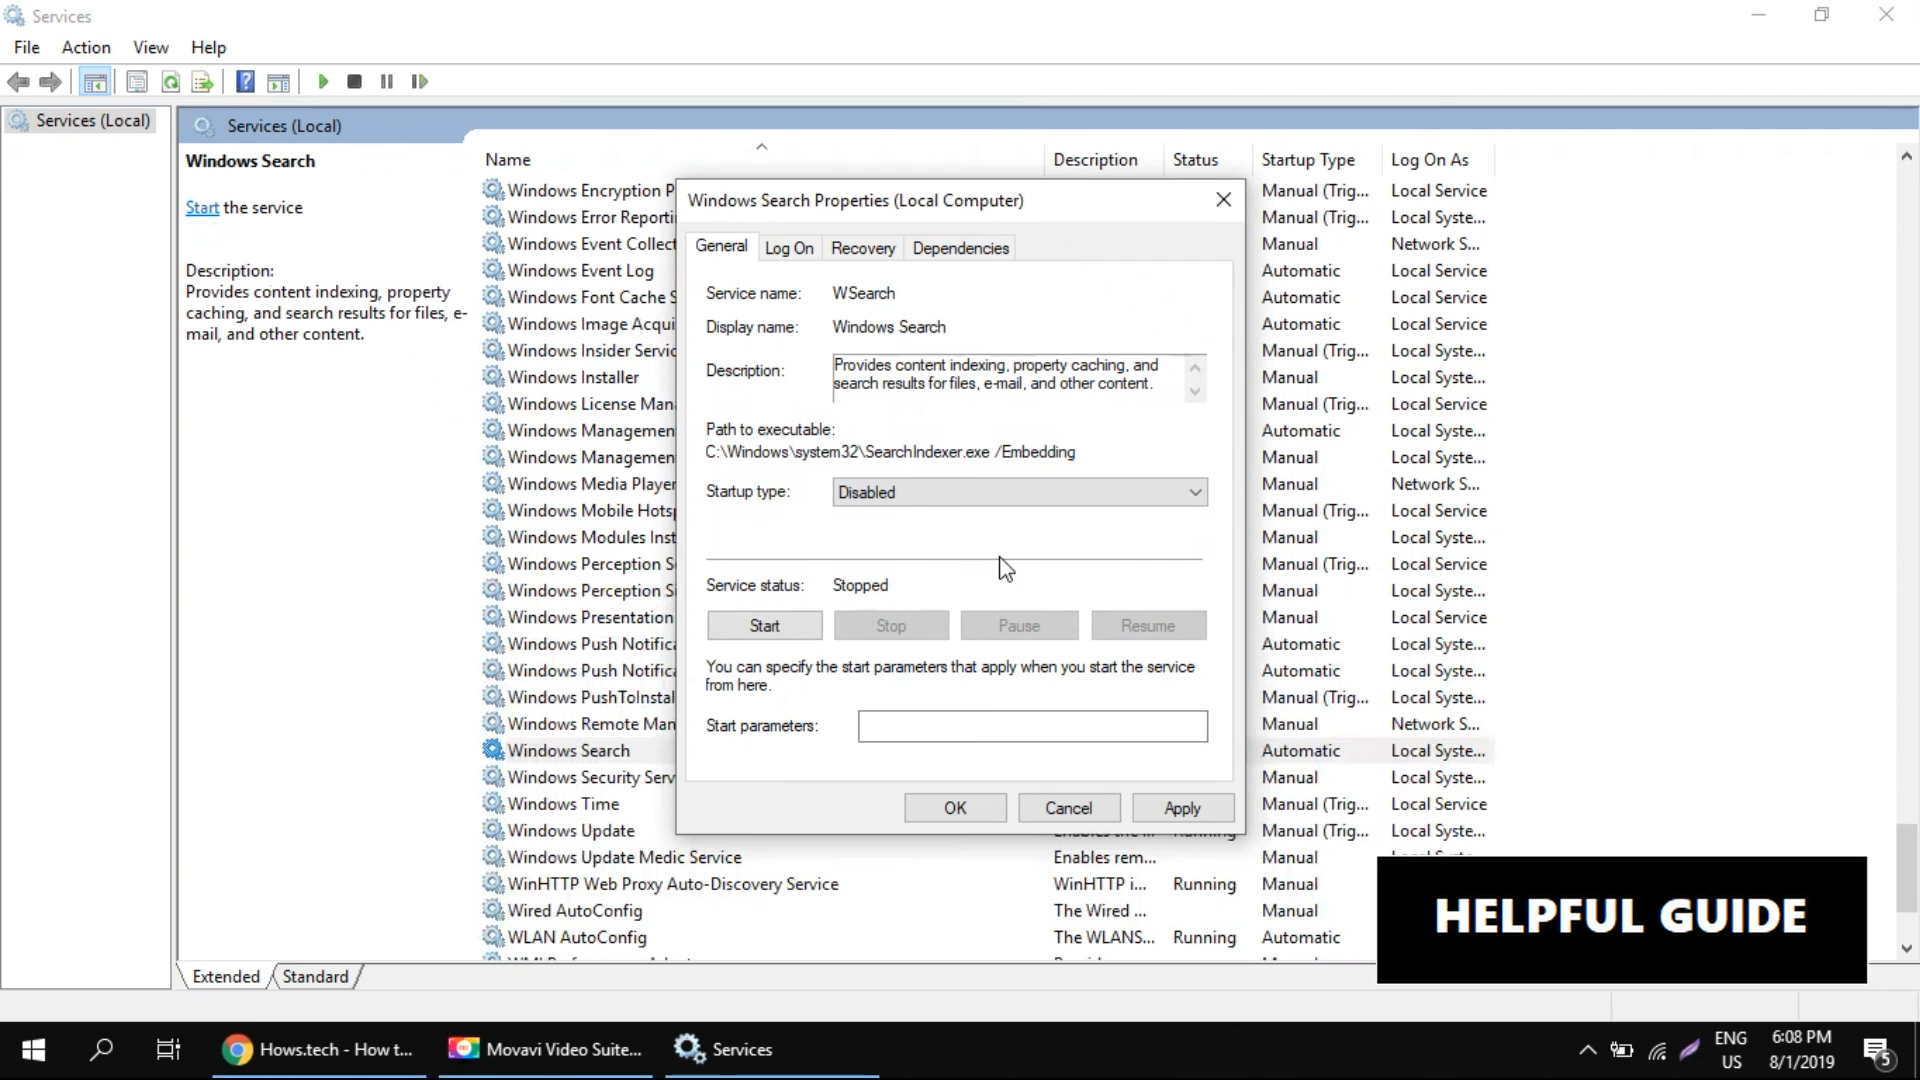 Services
File Action View Help
Services (Local)
Services (Local)
Windows Search
Start the service
Description:
Provides content indexing, property
caching, and search results for files, e-
mail, and other content.
Name Description Status Startup Type Log On As
Windows Encryption P Manual (Trig... Local Service
Windows Error Reporti Manual (Trig... Local Syste...
Windows Event Collect Manual Network S...
Windows Event Log Automatic Local Service
Windows Font Cache S Automatic Local Service
Windows Image Acqui Automatic Local Service
Windows Insider Servic Manual Local Syste...
Windows Installer Manual Local Syste...
Windows License Man Manual (Trig... Local Service
Windows Managemen Automatic Local Syste...
Windows Managemen Manual Local Syste...
Windows Media Player Manual Network S...
Windows Mobile Hots Manual (Trig... Local Service
Windows Modules Inst Manual Local Syste...
Windows Perception S Manual (Trig... Local Service
Windows Perception Si Manual Local Syste...
Windows Presentation Manual Local Service
Windows Push Notifica Automatic Local Syste...
Windows Push Notifica Automatic Local Syste...
Windows PushToInstal Manual (Trig... Local Syste...
Windows Remote Man Manual Network S...
Windows Search Automatic Local Syste...
Windows Security Serv Manual Local Syste...
Windows Time Manual (Trig... Local Service
Windows Update Running Manual (Trig... Local Syste...
Windows Update Medic Service Enables rem... Manual
WinHTTP Web Proxy Auto-Discovery Service WinHTTP i... Running Manual
Wired AutoConfig The Wired ... Manual
WLAN AutoConfig The WLANS... Running Automatic
Windows Search Properties (Local Computer)
General Log On Recovery Dependencies
Service name: WSearch
Display name: Windows Search
Description: Provides content indexing, property caching, and
search results for files, e-mail, and other content.
Path to executable:
C:\Windows\system32\SearchIndexer.exe /Embedding
Startup type: Disabled
Service status: Stopped
Start Stop Pause Resume
You can specify the start parameters that apply when you start the service
from here.
Start parameters:
OK Cancel Apply
HELPFUL GUIDE
Extended Standard
Hows.tech - How t... Movavi Video Suite... Services
ENG 6:08 PM
US 8/1/2019 5